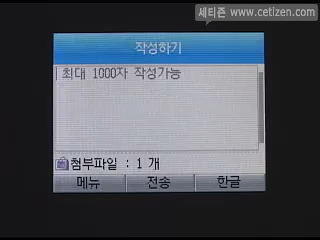 세티즌 www.cetizen.com
작성하기
최대 1000자 작성가능
첨부파일 : 1 개
메뉴 전송 한글